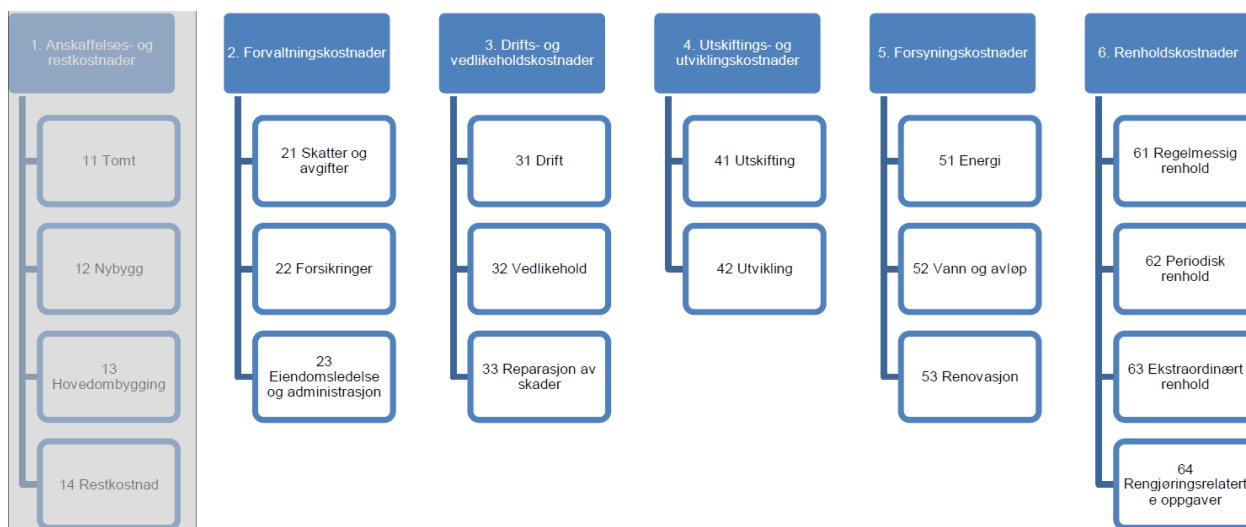 1. Anskaffelses- og
restkostnader
11 Tomt
12 Nybygg
13
Hovedombygging
14 Restkostnad
2. Forvaltningskostnader
21 Skatter og
avgifter
22 Forsikringer
23
Eiendomsledelse
og administrasjon
3. Drifts- og
vedlikeholdskostnader
31 Drift
32 Vedlikehold
33 Reparasjon av
skader
4. Utskiftings- og
utviklingskostnader
41 Utskifting
42 Utvikling
5. Forsyningskostnader
51 Energi
52 Vann og avløp
53 Renovasjon
6. Renholdskostnader
61 Regelmessig
renhold
62 Periodisk
renhold
63 Ekstraordinært
renhold
64
Rengjøringsrelatert
e oppgaver